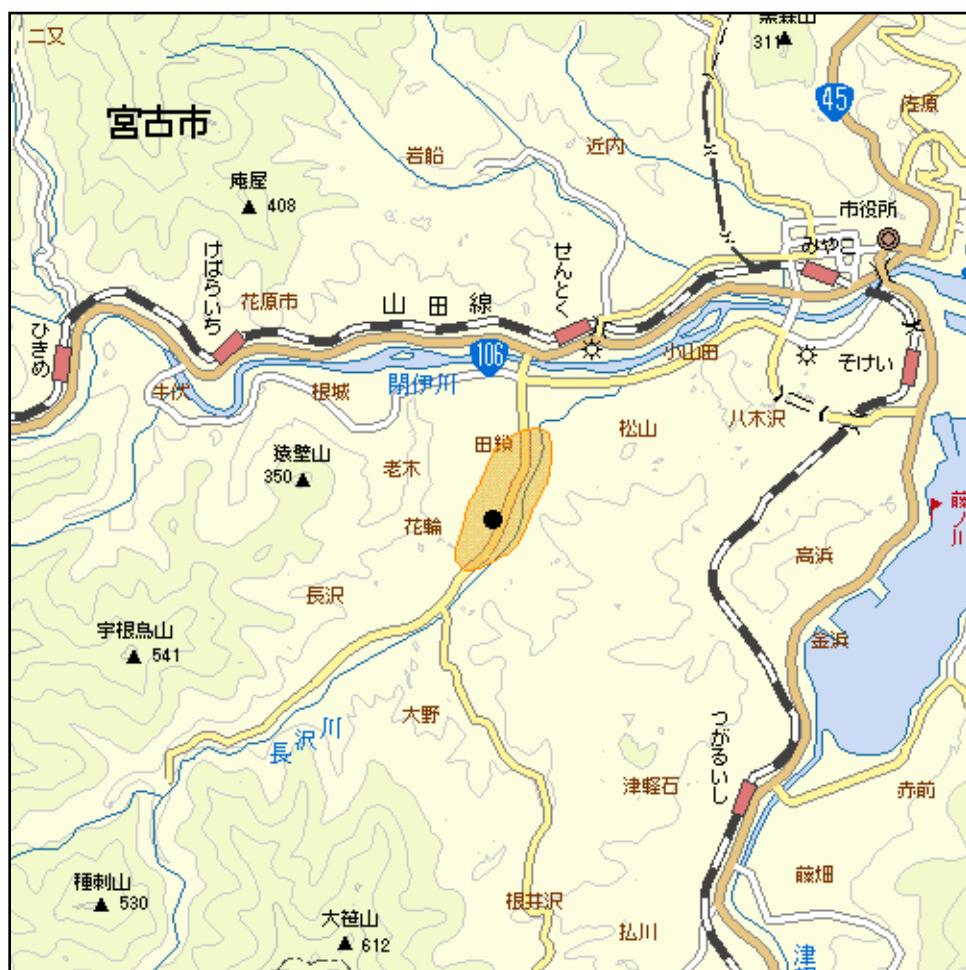 二又
黒森山
311
45
佐原
宮古市
岩船
近内
庵屋
408
市役所
みやこ
けばらいち
せんとく
花原市
山田線
ひきめ
106
小山田
そけい
牛伏
根城
閉伊川
八木沢
松山
田鎖
猿壁山
350
老木
花輪
藤ノ川
高浜
長沢
宇根鳥山
541
金浜
大野
長沢川
つがるいし
津軽石
赤前
種刺山
530
藤畑
根井沢
大笹山
612
払川
津